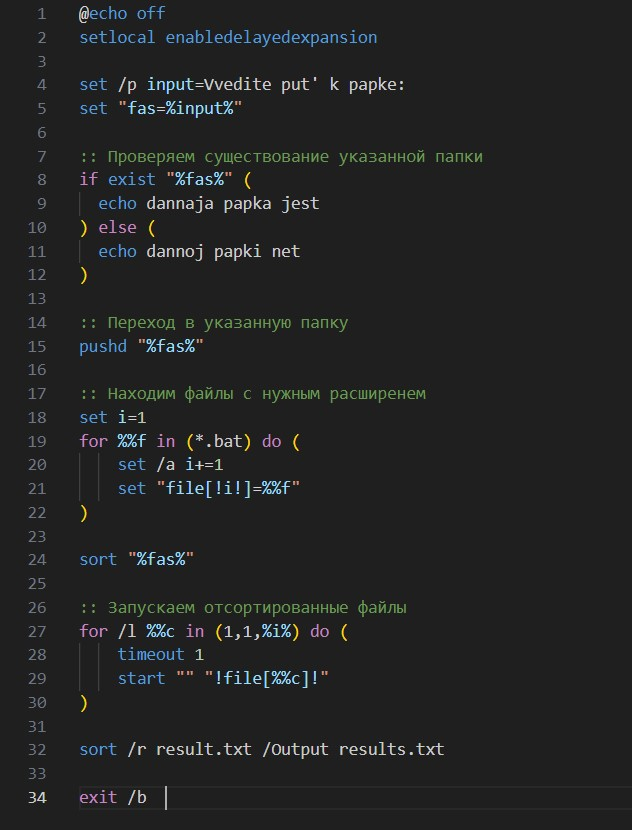 1 @echo off
2 setlocal enabledelayedexpansion
3
4 set /p input=Vvedite put' k papke:
5 set "fas=%input%"
6
7 :: Проверяем существование указанной папки
8 if exist "%fas%" (
9 echo dannaja papka jest
10 ) else (
11 echo dannoj papki net
12 )
13
14 :: Переход в указанную папку
15 pushd "%fas%"
16
17 :: Находим файлы с нужным расширенем
18 set i=1
19 for %%f in (*.bat) do (
20 set /a i+=1
21 set "file[!i!]=%%f"
22 )
23
24 sort "%fas%"
25
26 :: Запускаем отсортированные файлы
27 for /l %%c in (1,1,%i%) do (
28 timeout 1
29 start "" "!file[%%c]!"
30 )
31
32 sort /r result.txt /Output results.txt
33
34 exit /b